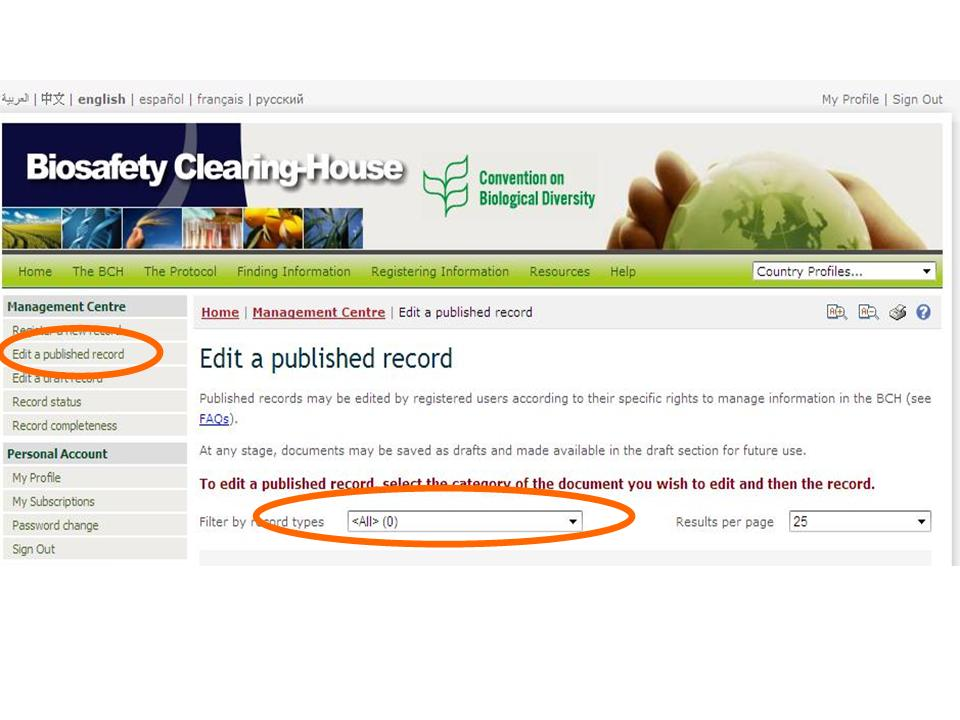 العربية | 中文 | english | español | français | русский
My Profile | Sign Out
Biosafety Clearing-House
Convention on
Biological Diversity
Home The BCH The Protocol Finding Information Registering Information Resources Help Country Profiles...
Management Centre
Register a new record
Edit a published record
Edit a draft record
Record status
Record completeness
Personal Account
My Profile
My Subscriptions
Password change
Sign Out
Home | Management Centre | Edit a published record
Edit a published record
Published records may be edited by registered users according to their specific rights to manage information in the BCH (see
FAQs).
At any stage, documents may be saved as drafts and made available in the draft section for future use.
To edit a published record, select the category of the document you wish to edit and then the record.
Filter by record types <All> (0) Results per page 25